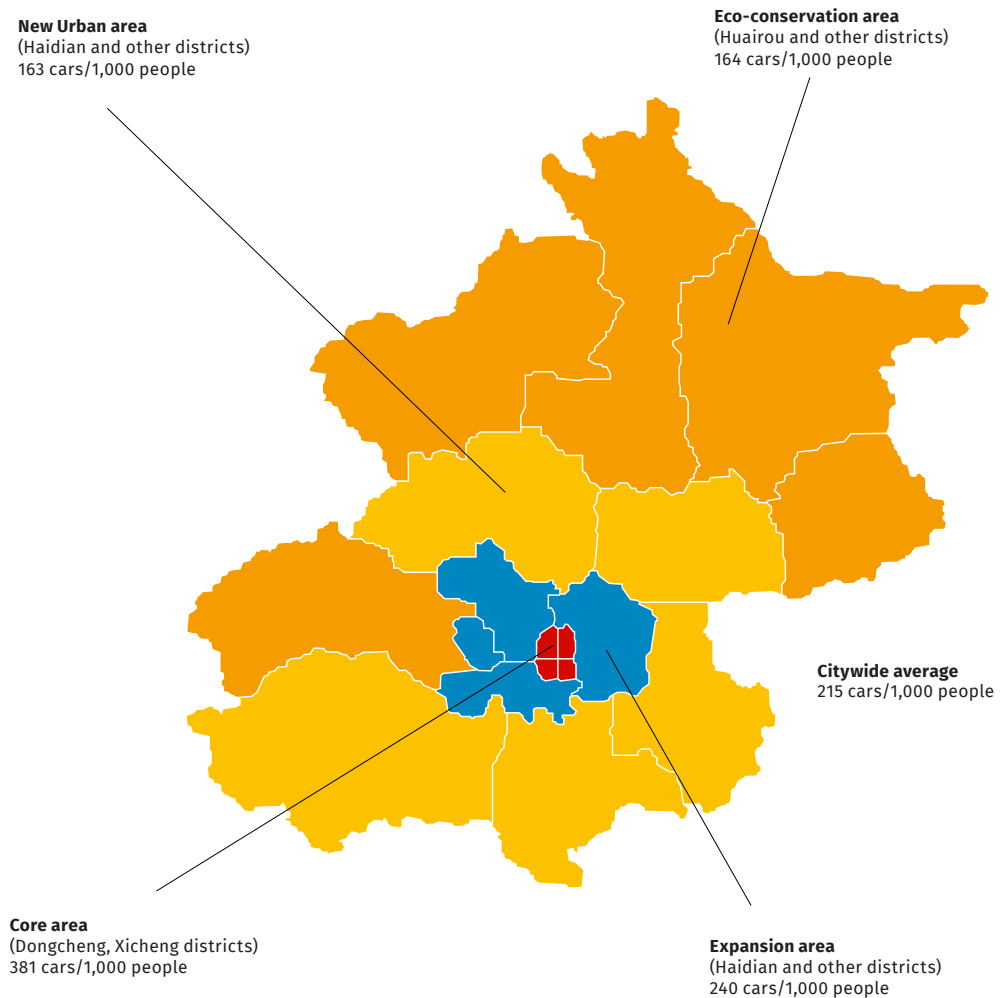 New Urban area
(Haidian and other districts)
163 cars/1,000 people
Eco-conservation area
(Huairou and other districts)
164 cars/1,000 people
Citywide average
215 cars/1,000 people
Core area
(Dongcheng, Xicheng districts)
381 cars/1,000 people
Expansion area
(Haidian and other districts)
240 cars/1,000 people